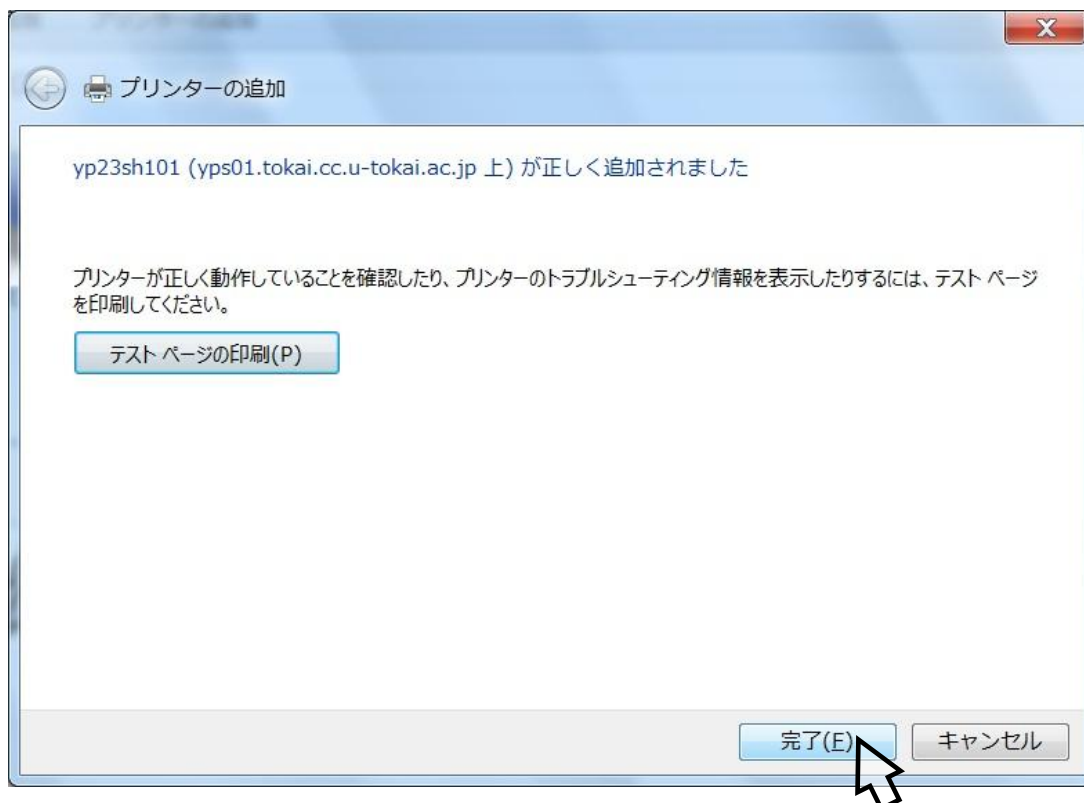 プリンターの追加
yp23sh101 (yps01.tokai.cc.u-tokai.ac.jp 上) が正しく追加されました
プリンターが正しく動作していることを確認したり、プリンターのトラブルシューティング情報を表示したりするには、テスト ページ
を印刷してください。
テスト ページの印刷(P)
完了(F)
キャンセル